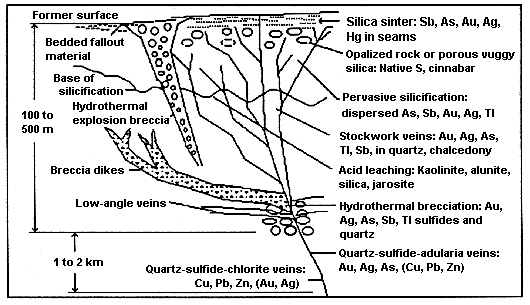 Former surface
Bedded fallout
material
Base of
silicification
Hydrothermal
explosion breccia
100 to
500 m
Breccia dikes
Low-angle veins
1 to 2 km
Quartz-sulfide-chlorite veins:
Cu, Pb, Zn, (Au, Ag)
Silica sinter: Sb, As, Au, Ag,
Hg in seams
Opalized rock or porous vuggy
silica: Native S, cinnabar
Pervasive silicification:
dispersed As, Sb, Au, Ag, Tl
Stockwork veins: Au, Ag, As,
Tl, Sb, in quartz, chalcedony
Acid leaching: Kaolinite, alunite,
silica, jarosite
Hydrothermal brecciation: Au,
Ag, As, Sb, Tl sulfides and
quartz
Quartz-sulfide-adularia veins:
Au, Ag, As, (Cu, Pb, Zn)